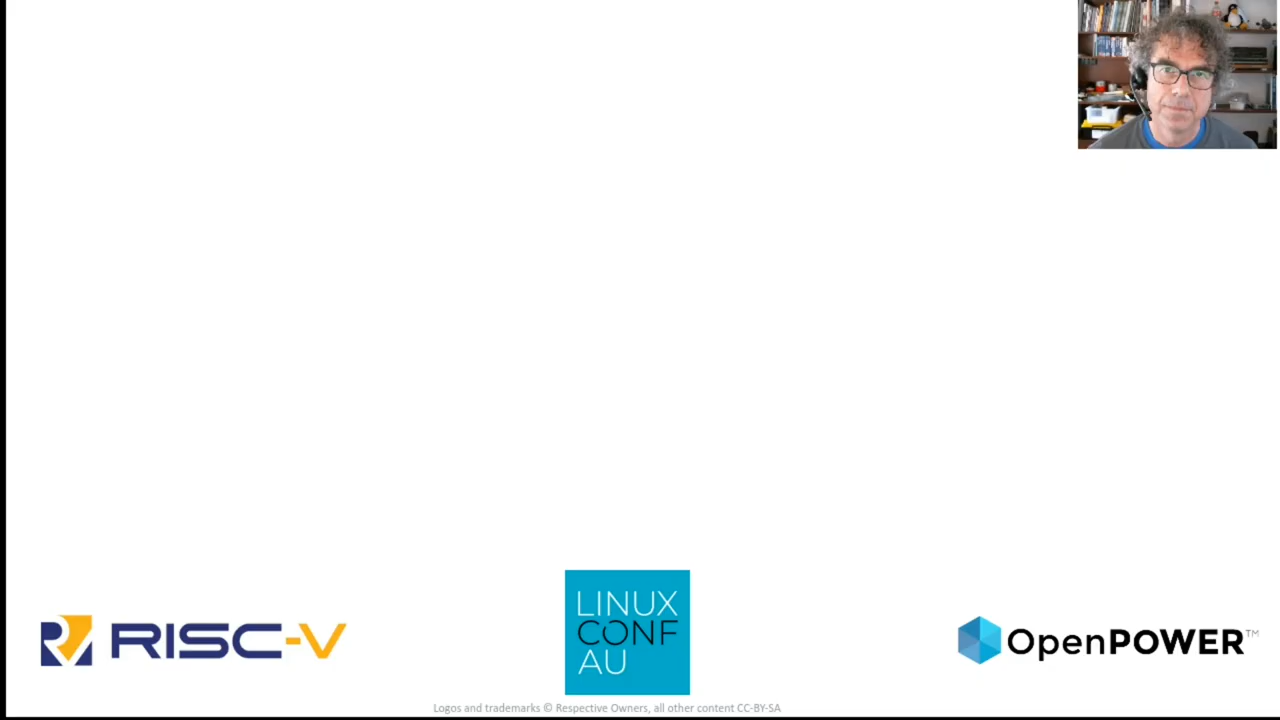 RISC-V
LINUX
CONF
AU
OpenPOWER™
Logos and trademarks © Respective Owners, all other content CC-BY-SA